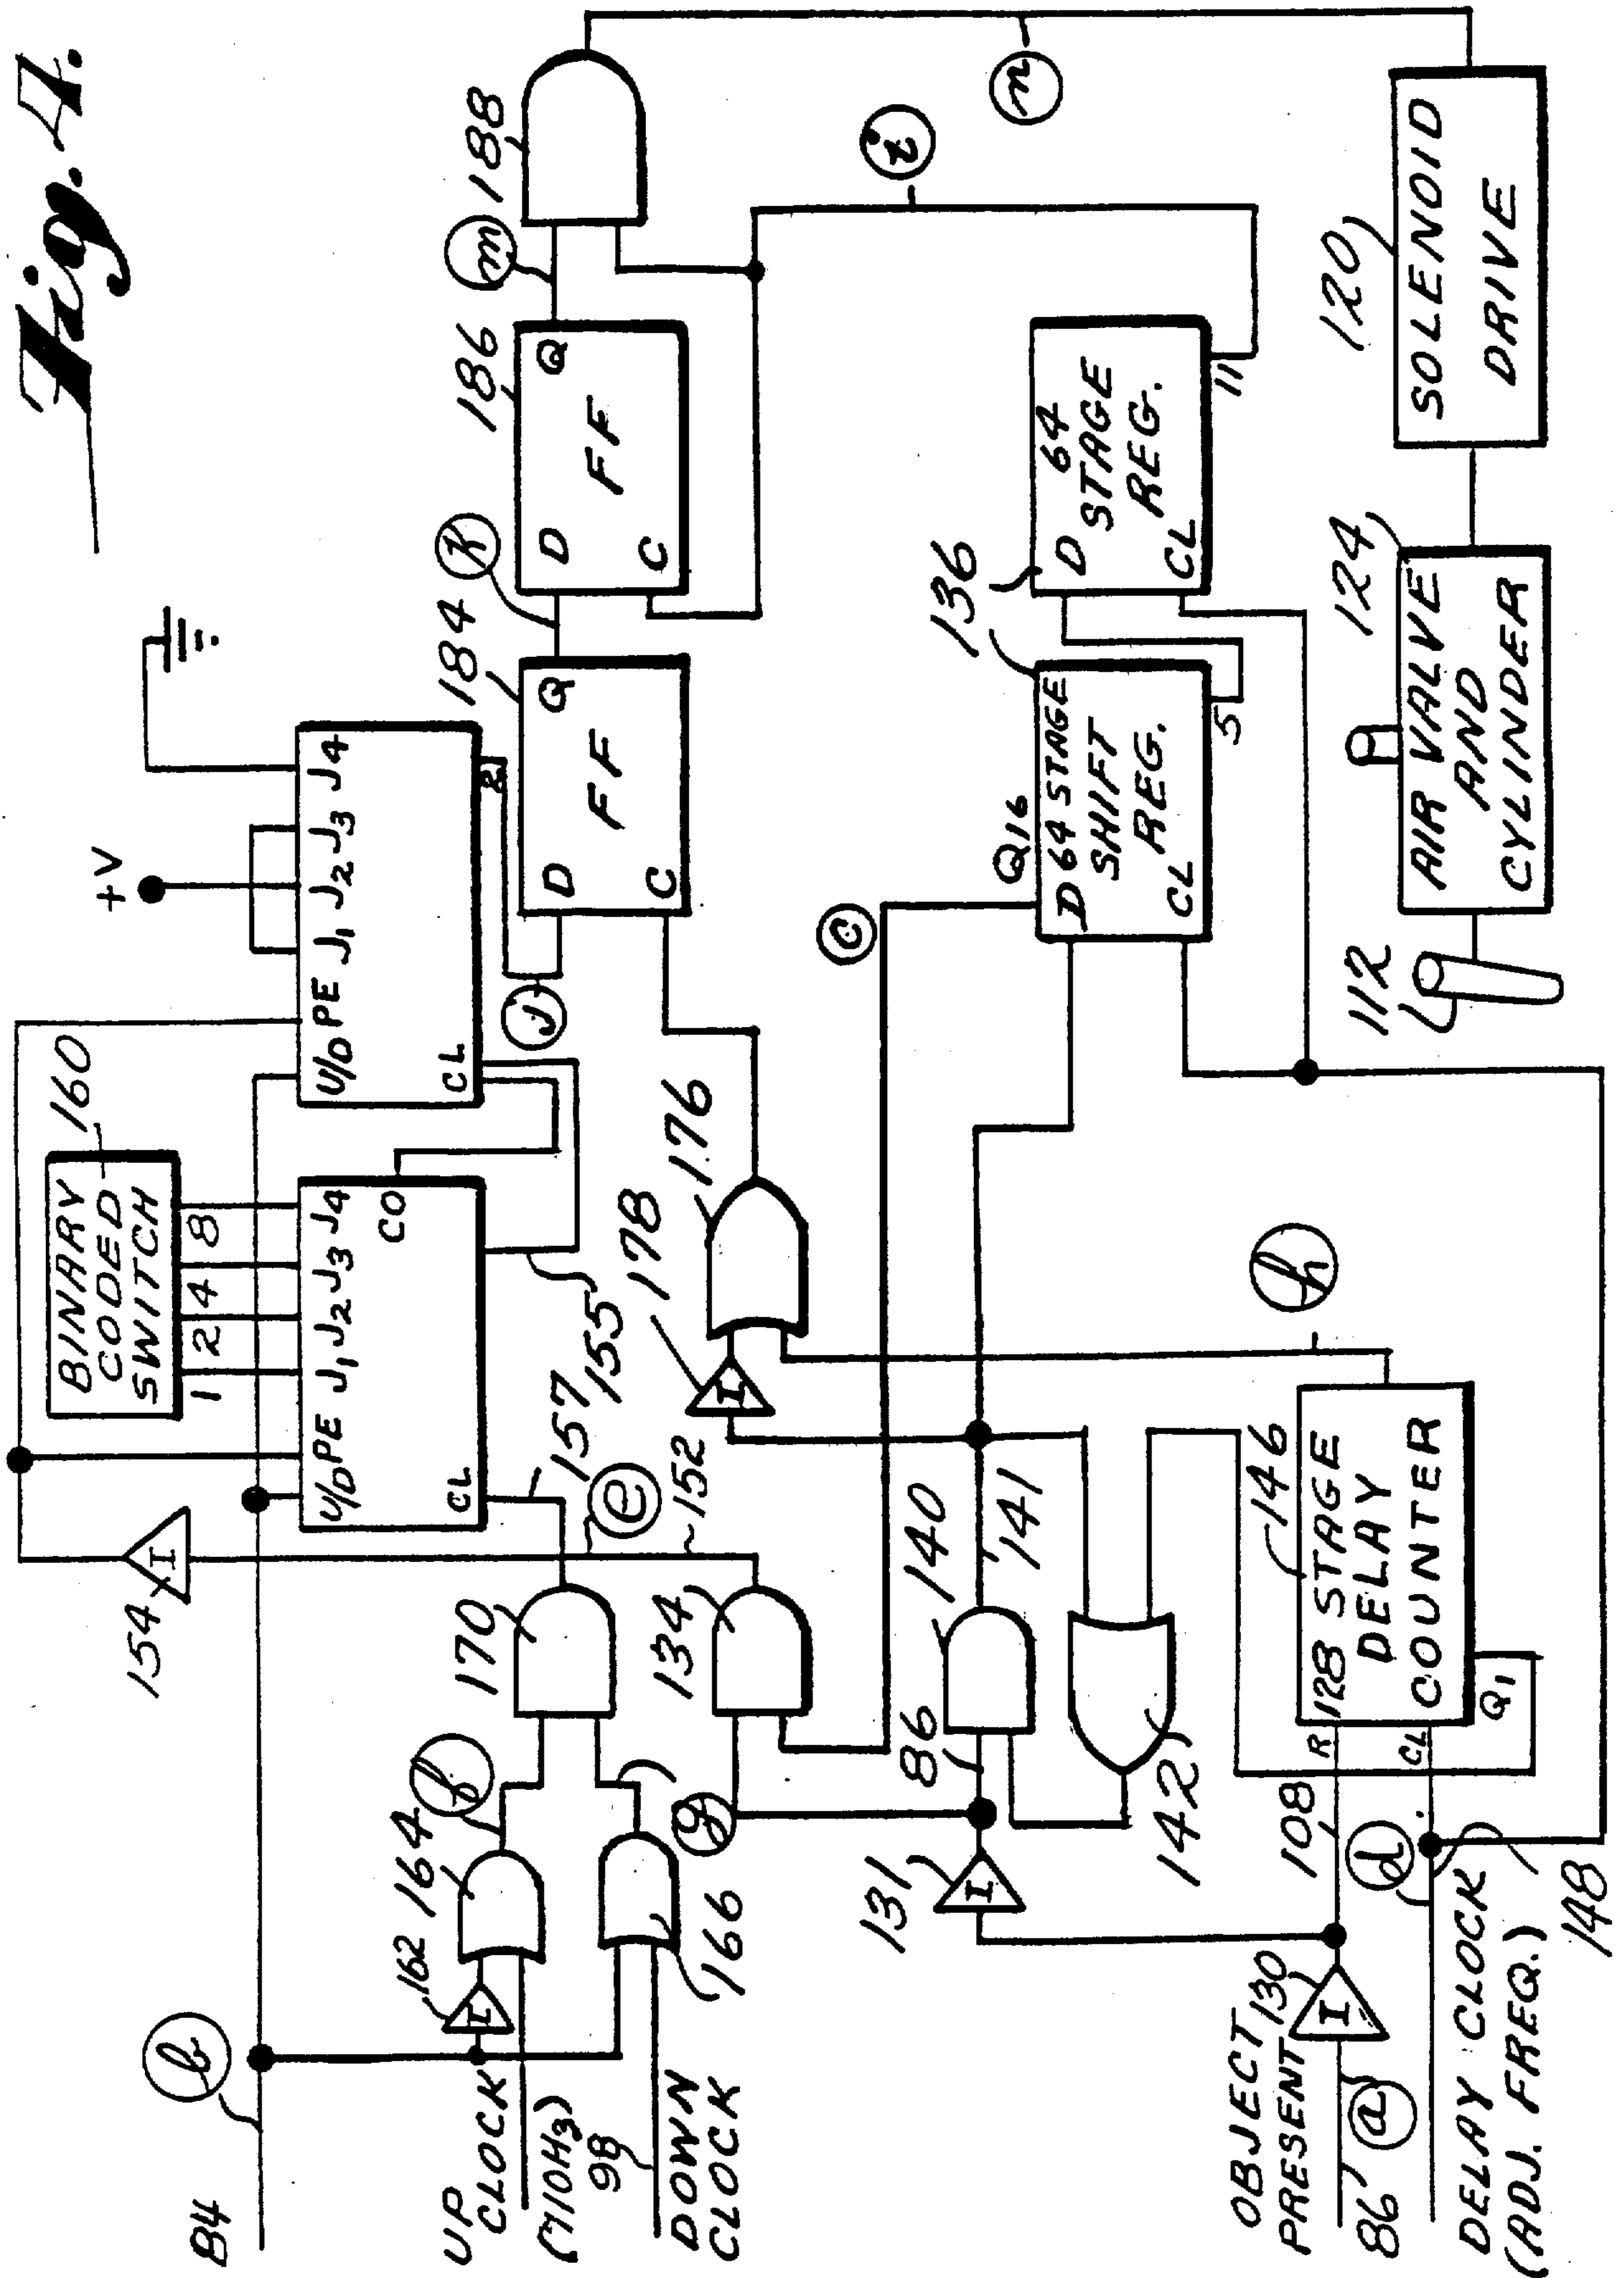 Fig. 4.
84
b
UP
CLOCK
(710Hz)
98
DOWN
CLOCK
162
164
166
f
g
170
134
154
I
I
157
e
152
155
BINARY
CODED
SWITCH
160
1 2 4 8
U/D PE J1 J2 J3 J4
CL
CO
+V
U/D PE J1 J2 J3 J4
CL
j
184
D
Q
FF
C
k
186
D
Q
FF
C
m
188
n
i
178
I
176
c
OBJECT
PRESENT
130
I
86'
a
131
I
86
140
141
142
108
d
DELAY CLOCK
(ADJ. FREQ.)
148
R
CL
Q1
128 STAGE
DELAY
COUNTER
146
h
Q16
136
D 64 STAGE
SHIFT
REG.
CL
5
D 64
STAGE
REG.
CL
11
112
124
AIR VALVE
AND
CYLINDER
120
SOLENOID
DRIVE